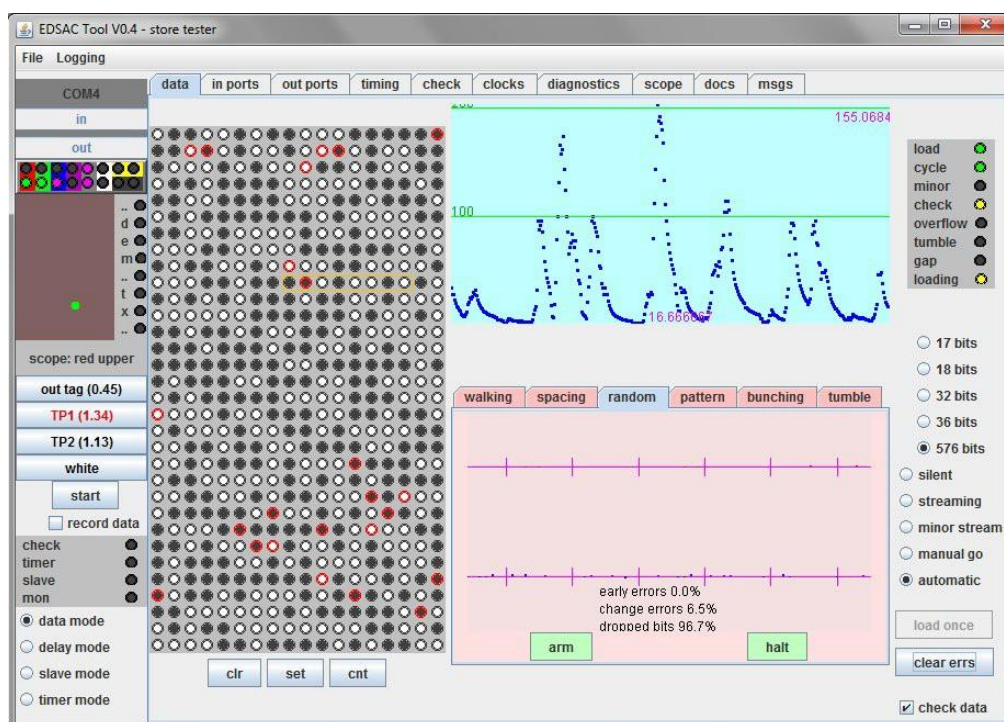 EDSAC Tool V0.4 - store tester
File Logging
COM4
in
out
..
d
e
m
..
t
x
..
scope: red upper
out tag (0.45)
TP1 (1.34)
TP2 (1.13)
white
start
record data
check
timer
slave
mon
data mode
delay mode
slave mode
timer mode
data in ports out ports timing check clocks diagnostics scope docs msgs
clr set cnt
200
155.0684
100
16.666667
walking spacing random pattern bunching tumble
early errors 0.0%
change errors 6.5%
dropped bits 96.7%
arm halt
load
cycle
minor
check
overflow
tumble
gap
loading
17 bits
18 bits
32 bits
36 bits
576 bits
silent
streaming
minor stream
manual go
automatic
load once
clear errs
check data